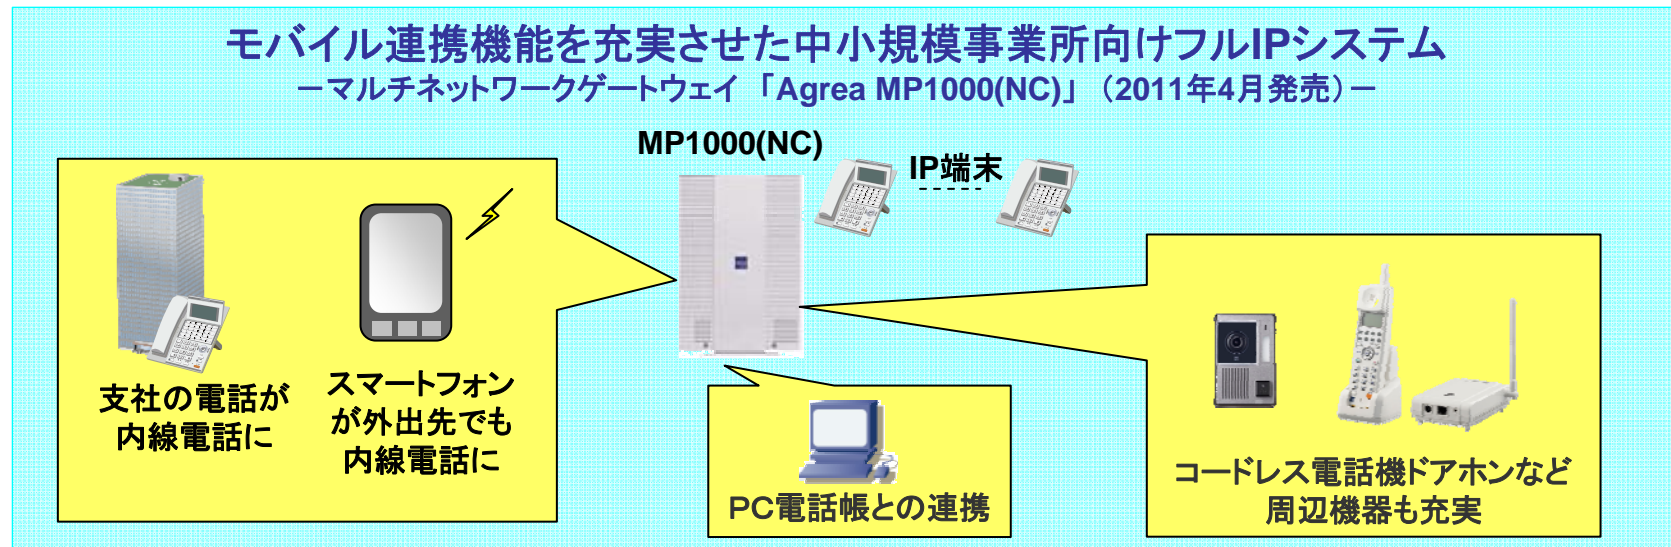 モバイル連携機能を充実させた中小規模事業所向けフルIPシステム
－マルチネットワークゲートウェイ 「Agrea MP1000(NC)」 （2011年4月発売）－
MP1000(NC)
IP端末
支社の電話が
内線電話に
スマートフォン
が外出先でも
内線電話に
PC電話帳との連携
コードレス電話機ドアホンなど
周辺機器も充実